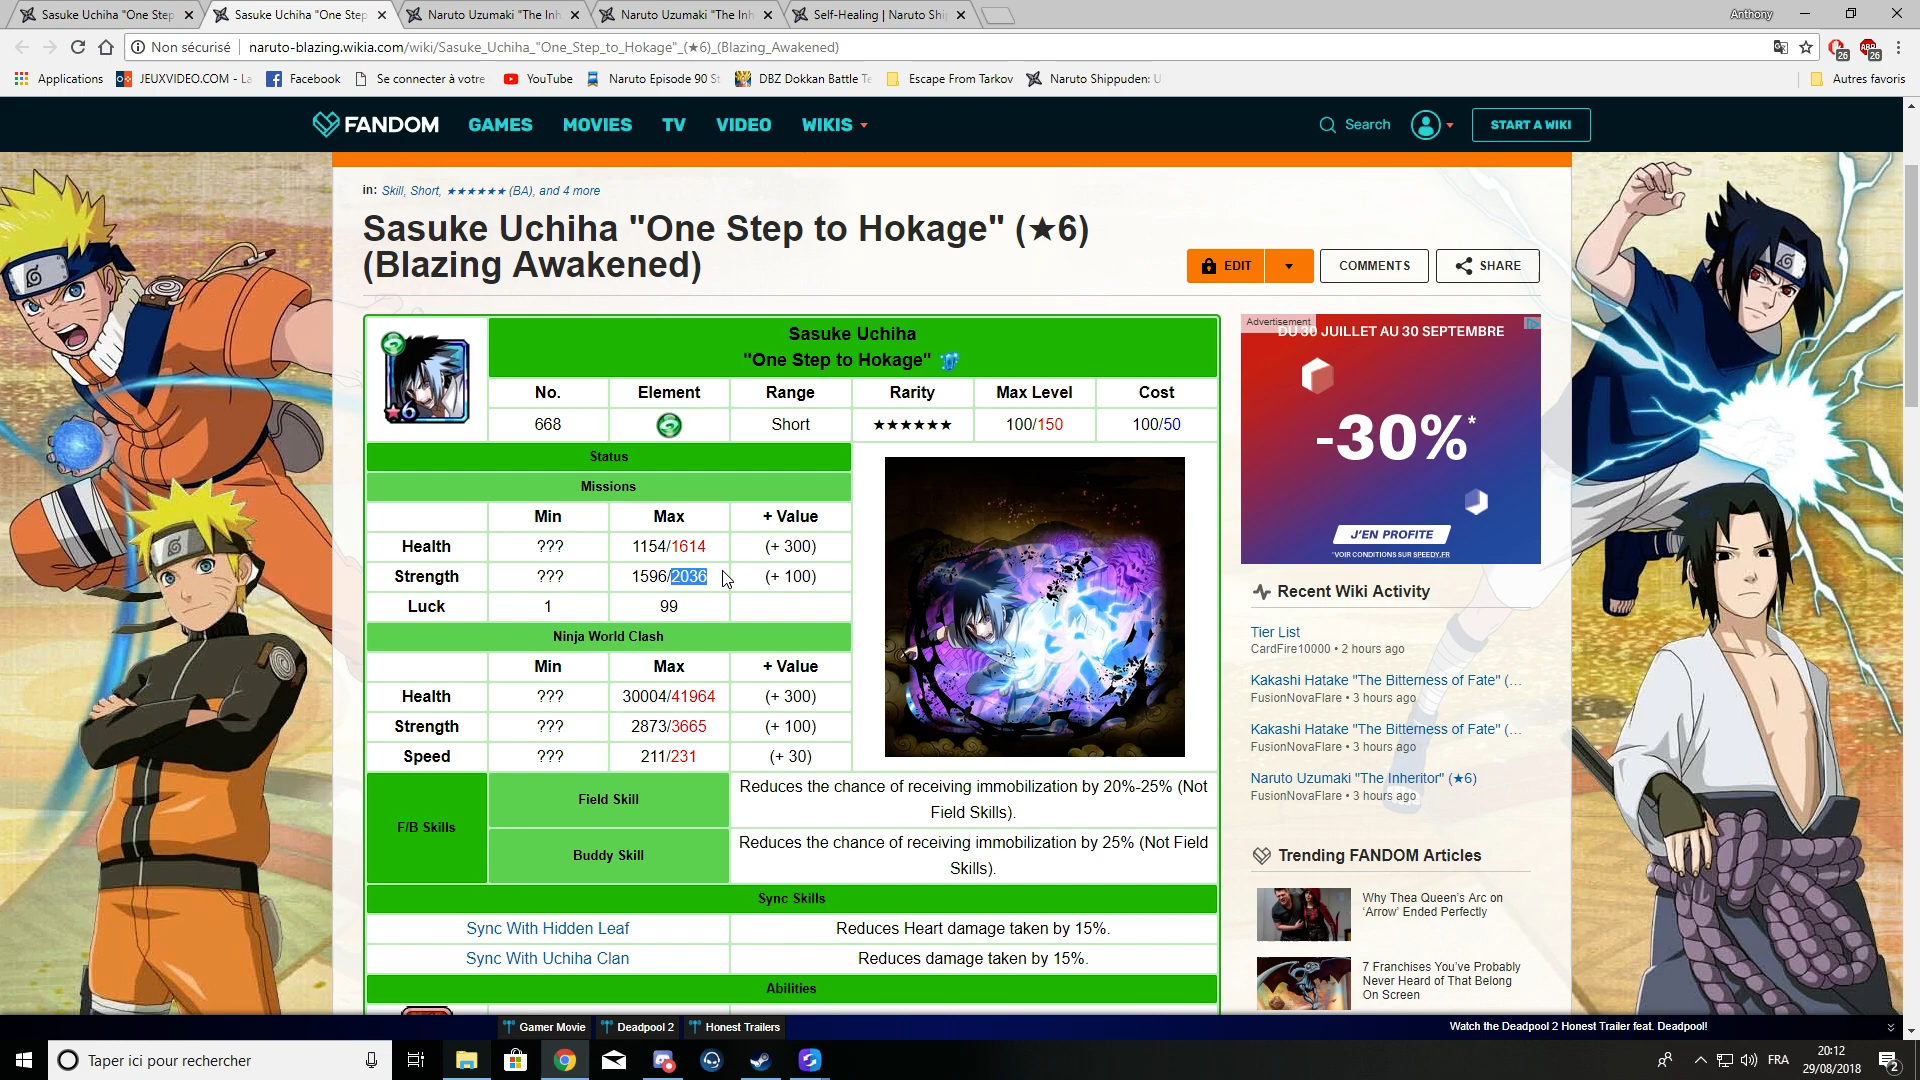 Sasuke Uchiha "One Step
Sasuke Uchiha "One Step
Naruto Uzumaki "The Inh
Naruto Uzumaki "The Inh
Self-Healing | Naruto Shi
Anthony
Non sécurisé
naruto-blazing.wikia.com/wiki/Sasuke_Uchiha_"One_Step_to_Hokage"_(★6)_(Blazing_Awakened)
26
ABP
26
Applications
JEUXVIDEO.COM - La
Facebook
Se connecter à votre
YouTube
Naruto Episode 90 St
DBZ Dokkan Battle Te
Escape From Tarkov
Naruto Shippuden: U
Autres favoris
FANDOM
GAMES
MOVIES
TV
VIDEO
WIKIS
Search
START A WIKI
in: Skill, Short, ★★★★★★ (BA), and 4 more
Sasuke Uchiha "One Step to Hokage" (★6)
(Blazing Awakened)
EDIT
COMMENTS
SHARE
★6
Sasuke Uchiha
"One Step to Hokage"
No. Element Range Rarity Max Level Cost
668 Short ★★★★★★ 100/150 100/50
Status
Missions
Min Max + Value
Health ??? 1154/1614 (+ 300)
Strength ??? 1596/2036 (+ 100)
Luck 1 99
Ninja World Clash
Min Max + Value
Health ??? 30004/41964 (+ 300)
Strength ??? 2873/3665 (+ 100)
Speed ??? 211/231 (+ 30)
F/B Skills
Field Skill
Reduces the chance of receiving immobilization by 20%-25% (Not
Field Skills).
Buddy Skill
Reduces the chance of receiving immobilization by 25% (Not Field
Skills).
Sync Skills
Sync With Hidden Leaf
Reduces Heart damage taken by 15%.
Sync With Uchiha Clan
Reduces damage taken by 15%.
Abilities
Advertisement
DU 30 JUILLET AU 30 SEPTEMBRE
-30%*
J'EN PROFITE
*VOIR CONDITIONS SUR SPEEDY.FR
Recent Wiki Activity
Tier List
CardFire10000 • 2 hours ago
Kakashi Hatake "The Bitterness of Fate" (...
FusionNovaFlare • 3 hours ago
Kakashi Hatake "The Bitterness of Fate" (...
FusionNovaFlare • 3 hours ago
Naruto Uzumaki "The Inheritor" (★6)
FusionNovaFlare • 3 hours ago
Trending FANDOM Articles
Why Thea Queen's Arc on
'Arrow' Ended Perfectly
7 Franchises You've Probably
Never Heard of That Belong
On Screen
Gamer Movie
Deadpool 2
Honest Trailers
Watch the Deadpool 2 Honest Trailer feat. Deadpool!
Taper ici pour rechercher
FRA
20:12
29/08/2018
2